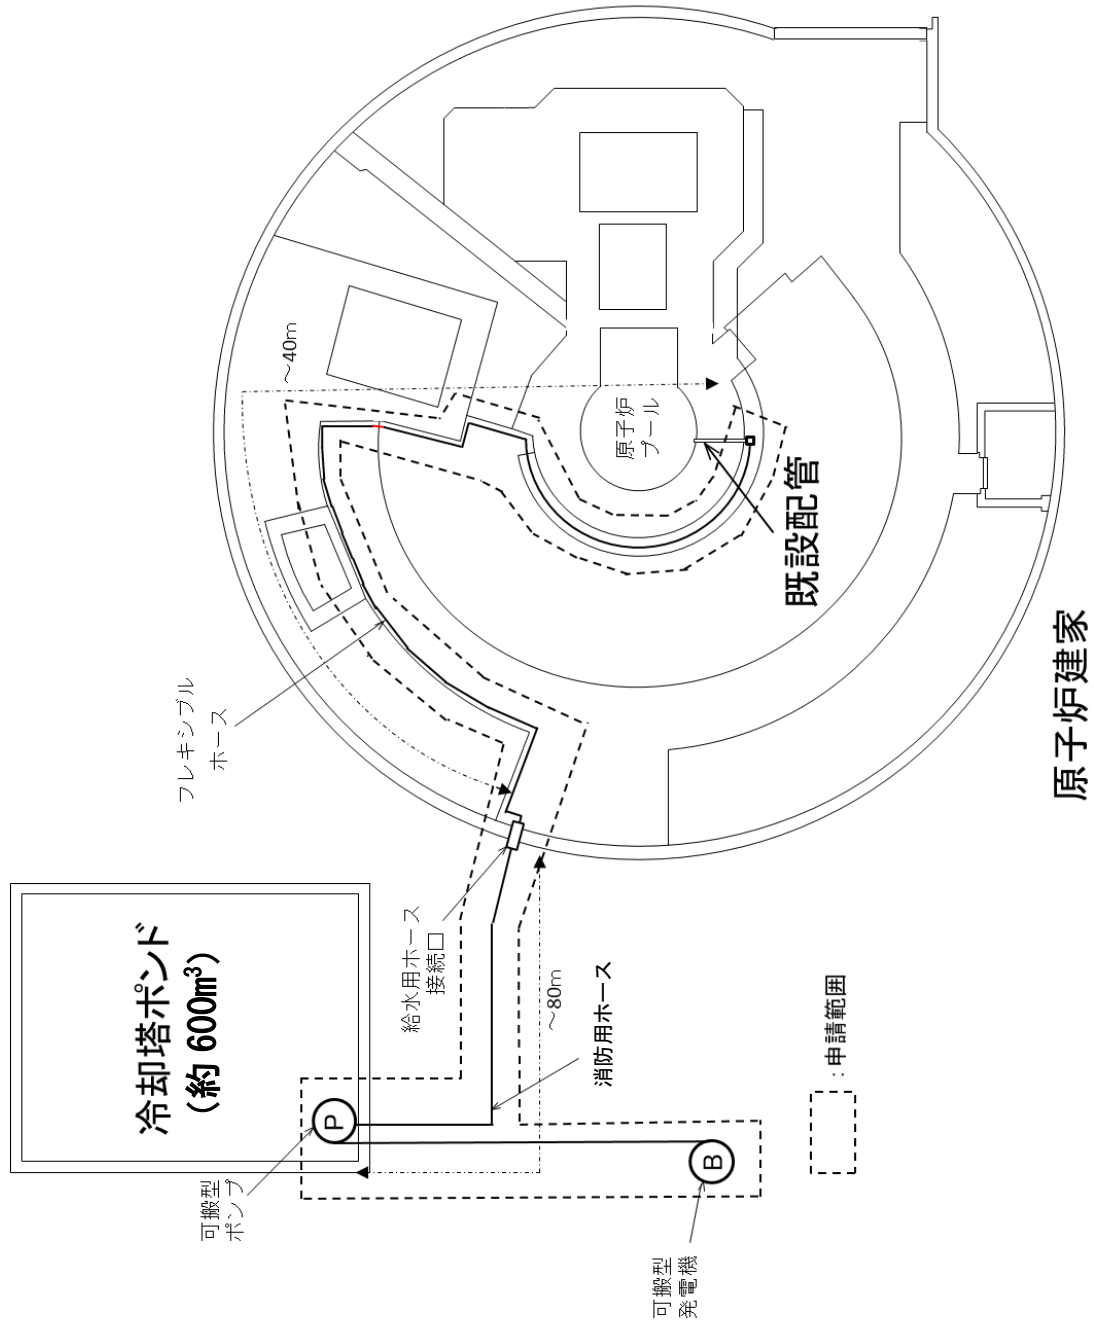 冷却塔ポンド
(約 600m³)
可搬型
ポンプ
P
可搬型
発電機
B
給水用ホース
接続口
～80m
消防用ホース
:申請範囲
フレキシブル
ホース
～40m
原子炉
プール
既設配管
原子炉建家